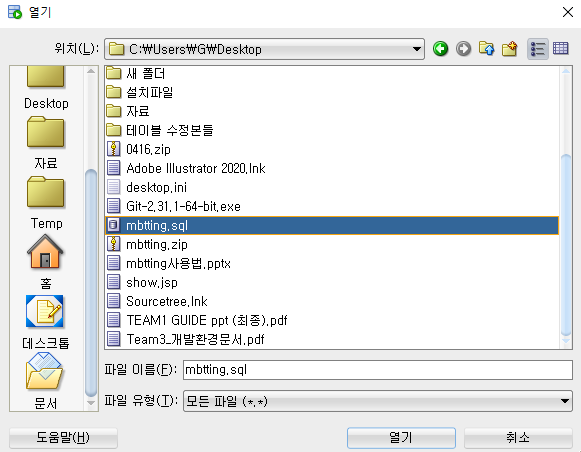 열기
위치(L):
C:₩Users₩G₩Desktop
Desktop
자료
Temp
홈
데스크톱
문서
새 폴더
설치파일
자료
테이블 수정본들
0416.zip
Adobe Illustrator 2020.lnk
desktop.ini
Git-2.31.1-64-bit.exe
mbtting.sql
mbtting.zip
mbtting사용법.pptx
show.jsp
Sourcetree.lnk
TEAM1 GUIDE ppt (최종).pdf
Team3_개발환경문서.pdf
파일 이름(F): mbtting.sql
파일 유형(T): 모든 파일 (*.*)
도움말(H)
열기
취소